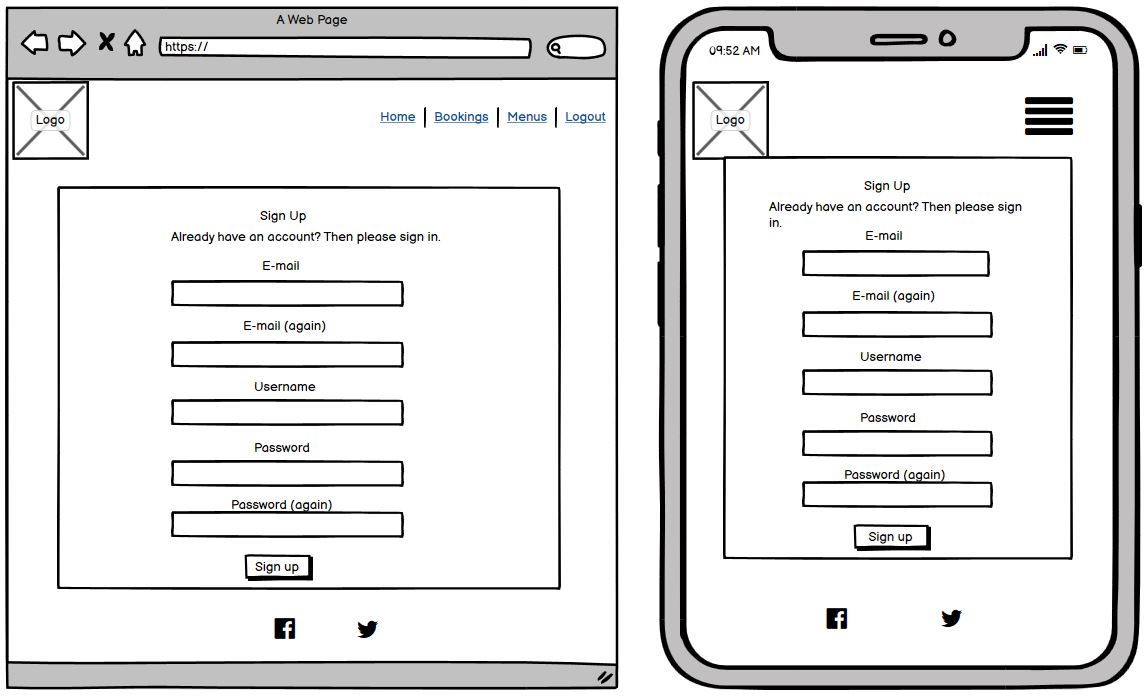 A Web Page
https://
Logo
Home Bookings Menus Logout
Sign Up
Already have an account? Then please sign in.
E-mail
E-mail (again)
Username
Password
Password (again)
Sign up
09:52 AM
Logo
Sign Up
Already have an account? Then please sign
in.
E-mail
E-mail (again)
Username
Password
Password (again)
Sign up